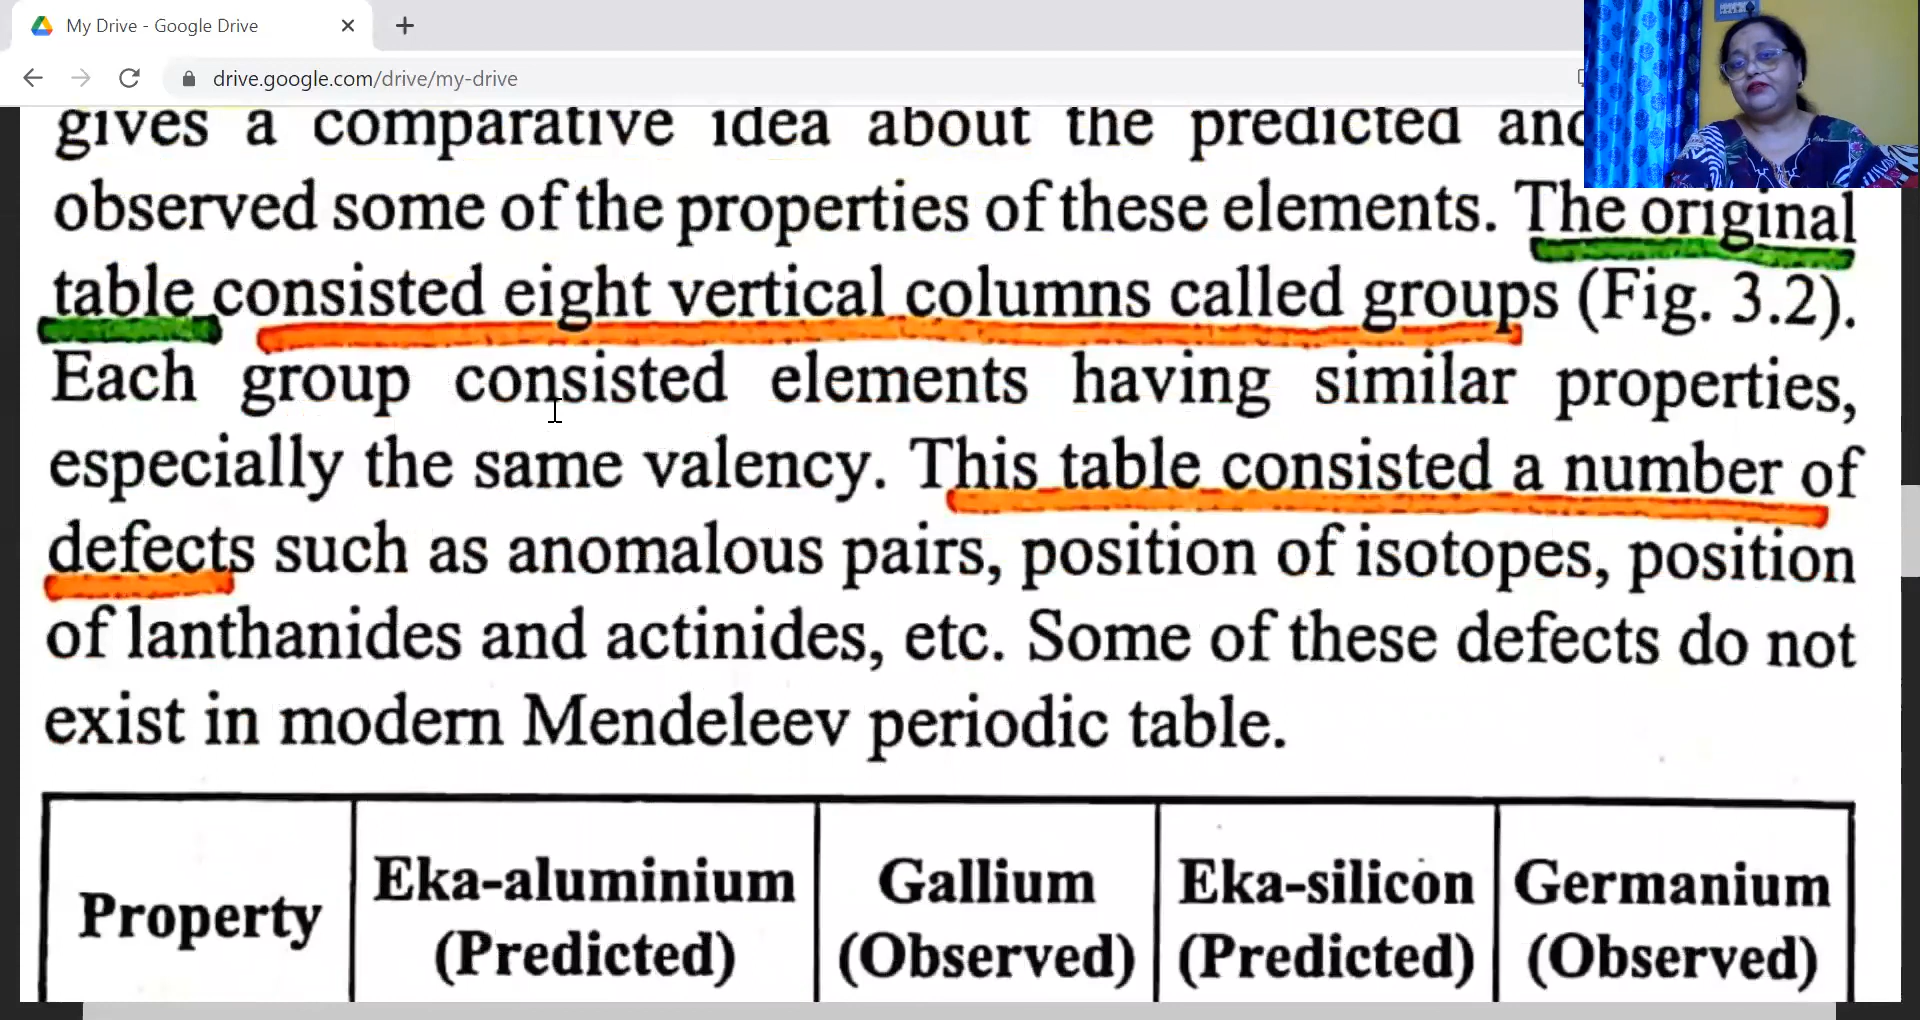 My Drive - Google Drive
drive.google.com/drive/my-drive
gives a comparative idea about the predicted and
observed some of the properties of these elements. The original
table consisted eight vertical columns called groups (Fig. 3.2).
Each group consisted elements having similar properties,
especially the same valency. This table consisted a number of
defects such as anomalous pairs, position of isotopes, position
of lanthanides and actinides, etc. Some of these defects do not
exist in modern Mendeleev periodic table.
Property
Eka-aluminium
(Predicted)
Gallium
(Observed)
Eka-silicon
(Predicted)
Germanium
(Observed)